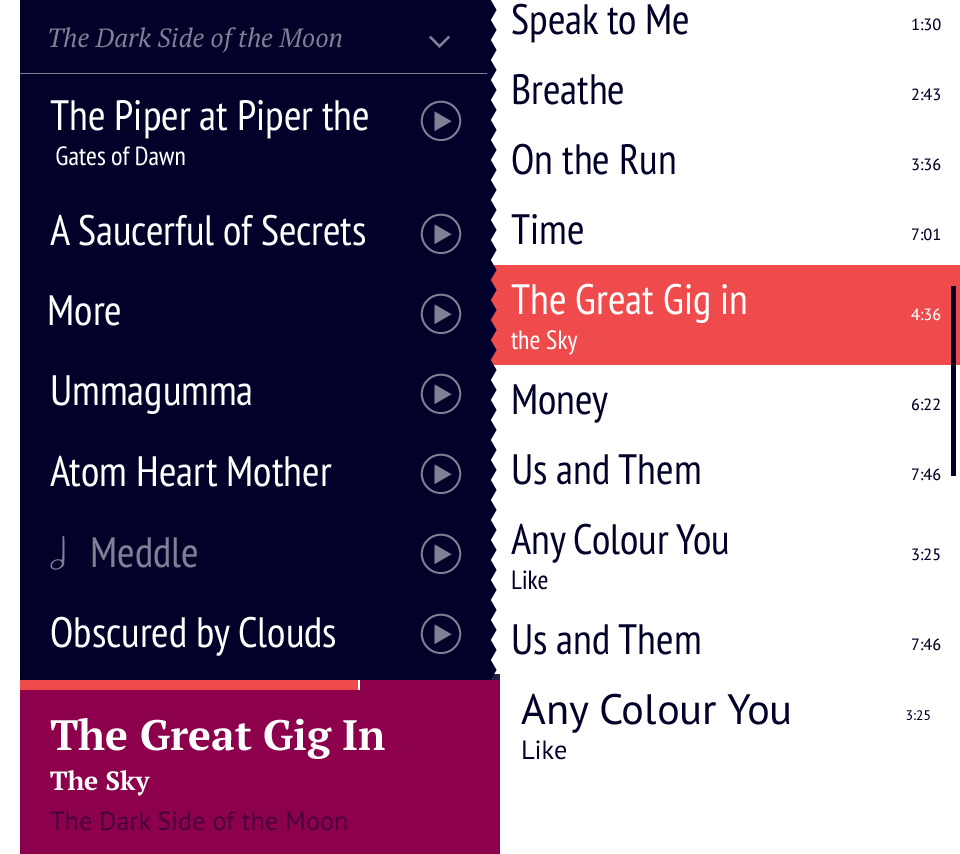 The Dark Side of the Moon
The Piper at Piper the
Gates of Dawn
A Saucerful of Secrets
More
Ummagumma
Atom Heart Mother
Meddle
Obscured by Clouds
The Great Gig In
The Sky
The Dark Side of the Moon
Speak to Me 1:30
Breathe 2:43
On the Run 3:36
Time 7:01
The Great Gig in 4:36
the Sky
Money 6:22
Us and Them 7:46
Any Colour You 3:25
Like
Us and Them 7:46
Any Colour You 3:25
Like